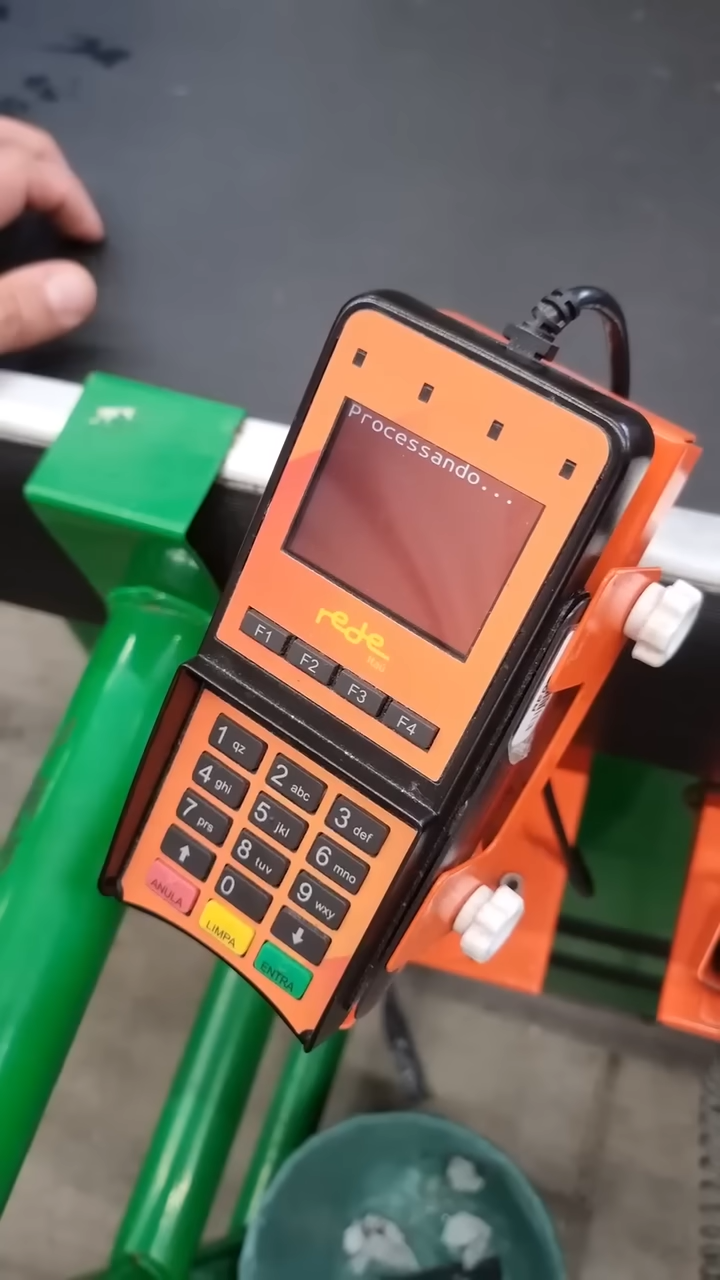 Processando...
rede
F1 F2 F3 F4
1 qz 2 abc 3 def
4 ghi 5 jkl 6 mno
7 prs 8 tuv 9 wxy
0
ANULA LIMPA ENTRA